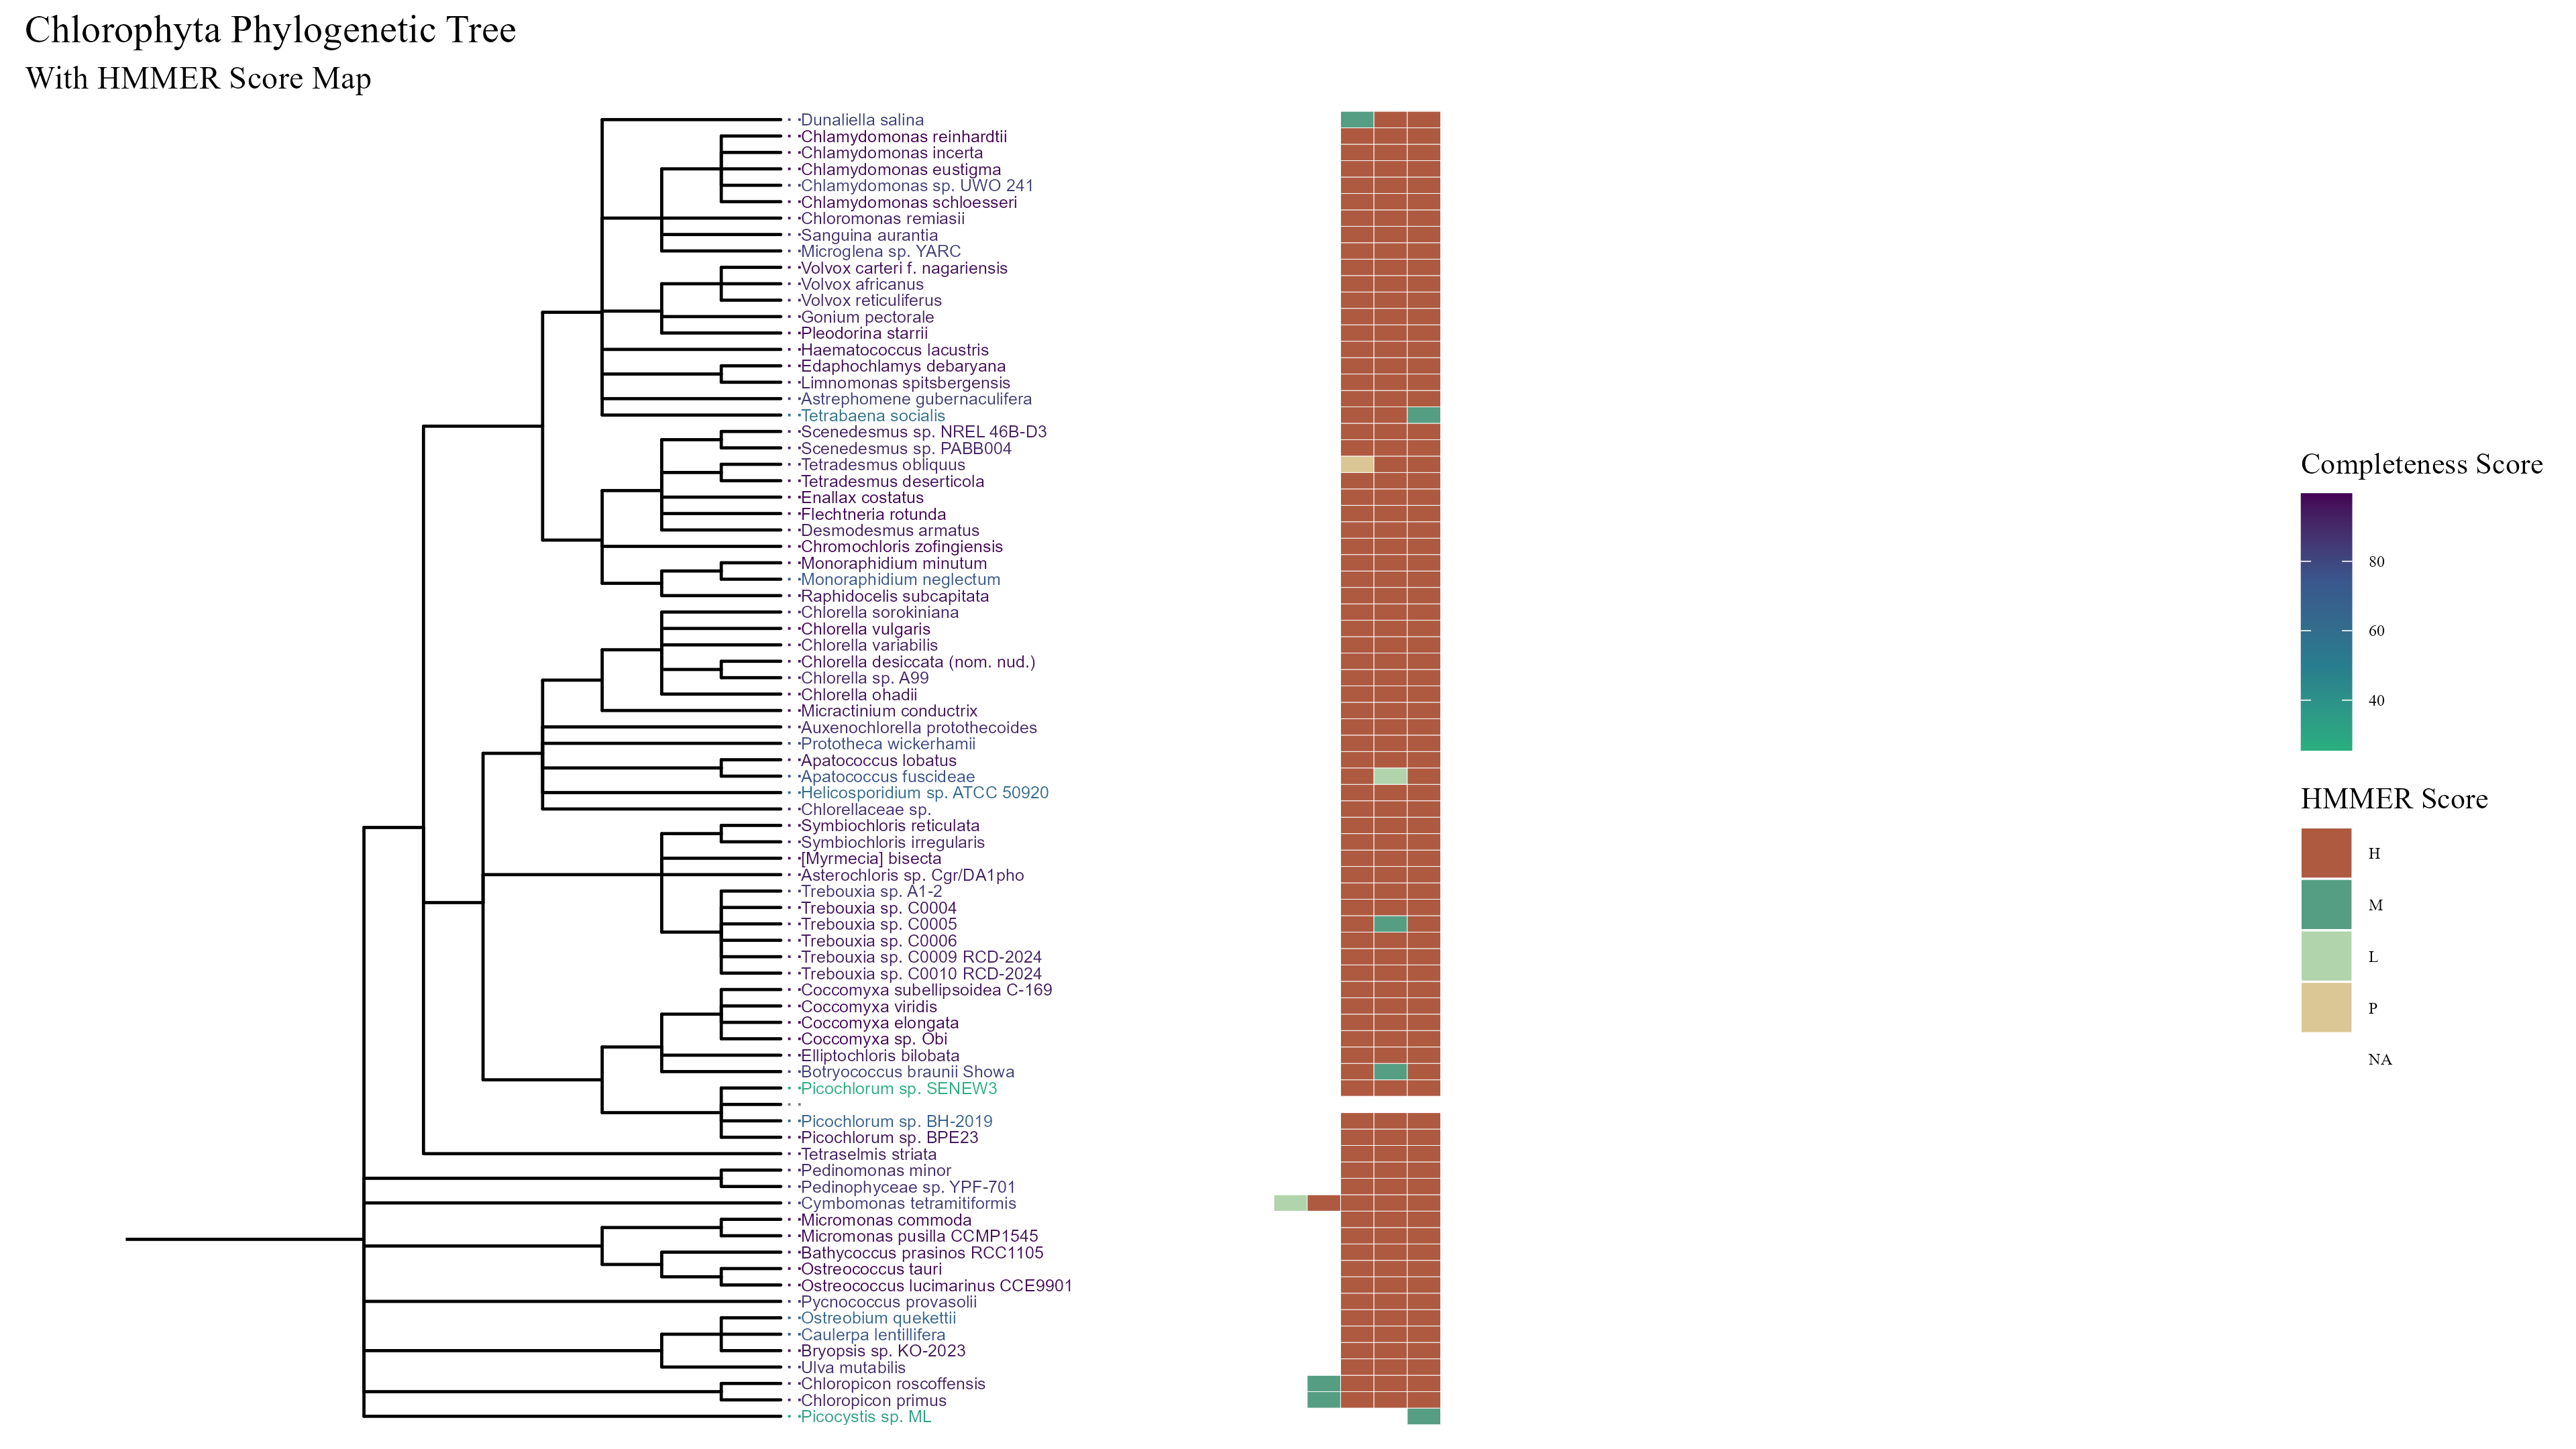 Chlorophyta Phylogenetic Tree
With HMMER Score Map
Dunaliella salina
Chlamydomonas reinhardtii
Chlamydomonas incerta
Chlamydomonas eustigma
Chlamydomonas sp. UWO 241
Chlamydomonas schloesseri
Chloromonas remiasii
Sanguina aurantia
Microglena sp. YARC
Volvox carteri f. nagariensis
Volvox africanus
Volvox reticuliferus
Gonium pectorale
Pleodorina starrii
Haematococcus lacustris
Edaphochlamys debaryana
Limnomonas spitsbergensis
Astrephomene gubernaculifera
Tetrabaena socialis
Scenedesmus sp. NREL 46B-D3
Scenedesmus sp. PABB004
Tetradesmus obliquus
Tetradesmus deserticola
Enallax costatus
Flechtneria rotunda
Desmodesmus armatus
Chromochloris zofingiensis
Monoraphidium minutum
Monoraphidium neglectum
Raphidocelis subcapitata
Chlorella sorokiniana
Chlorella vulgaris
Chlorella variabilis
Chlorella desiccata (nom. nud.)
Chlorella sp. A99
Chlorella ohadii
Micractinium conductrix
Auxenochlorella protothecoides
Prototheca wickerhamii
Apatococcus lobatus
Apatococcus fuscideae
Helicosporidium sp. ATCC 50920
Chlorellaceae sp.
Symbiochloris reticulata
Symbiochloris irregularis
[Myrmecia] bisecta
Asterochloris sp. Cgr/DA1pho
Trebouxia sp. A1-2
Trebouxia sp. C0004
Trebouxia sp. C0005
Trebouxia sp. C0006
Trebouxia sp. C0009 RCD-2024
Trebouxia sp. C0010 RCD-2024
Coccomyxa subellipsoidea C-169
Coccomyxa viridis
Coccomyxa elongata
Coccomyxa sp. Obi
Elliptochloris bilobata
Botryococcus braunii Showa
Picochlorum sp. SENEW3
Picochlorum sp. BH-2019
Picochlorum sp. BPE23
Tetraselmis striata
Pedinomonas minor
Pedinophyceae sp. YPF-701
Cymbomonas tetramitiformis
Micromonas commoda
Micromonas pusilla CCMP1545
Bathycoccus prasinos RCC1105
Ostreococcus tauri
Ostreococcus lucimarinus CCE9901
Pycnococcus provasolii
Ostreobium quekettii
Caulerpa lentillifera
Bryopsis sp. KO-2023
Ulva mutabilis
Chloropicon roscoffensis
Chloropicon primus
Picocystis sp. ML
Completeness Score
80
60
40
HMMER Score
H
M
L
P
NA